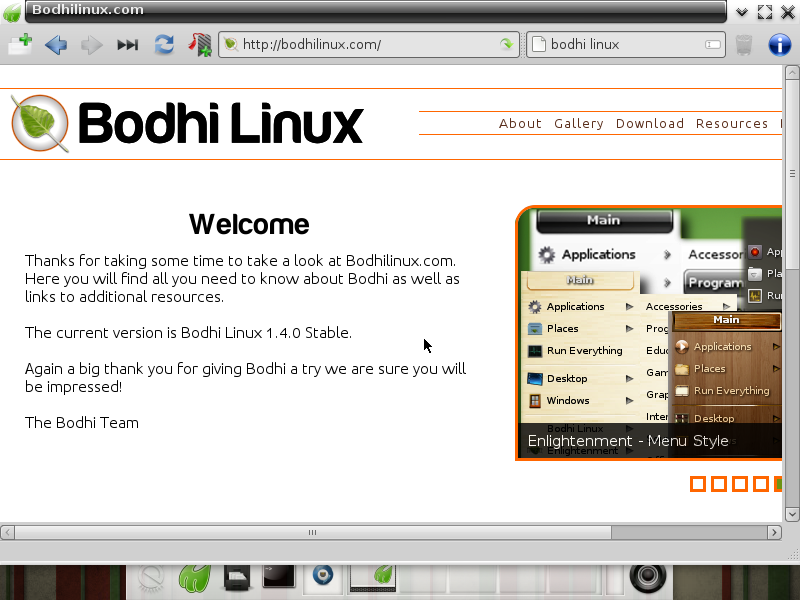 Bodhilinux.com
http://bodhilinux.com/
bodhi linux
Bodhi Linux
About Gallery Download Resources
Welcome
Thanks for taking some time to take a look at Bodhilinux.com.
Here you will find all you need to know about Bodhi as well as
links to additional resources.
The current version is Bodhi Linux 1.4.0 Stable.
Again a big thank you for giving Bodhi a try we are sure you will
be impressed!
The Bodhi Team
Main
Applications
Accessor
Program
Ap
Pla
Ru
Main
Applications
Places
Run Everything
Desktop
Windows
Bodhi Linux
Enlightenment
Accessories
Prog
Educ
Gam
Grap
Inter
Main
Applications
Places
Run Everything
Desktop
Enlightenment - Menu Style